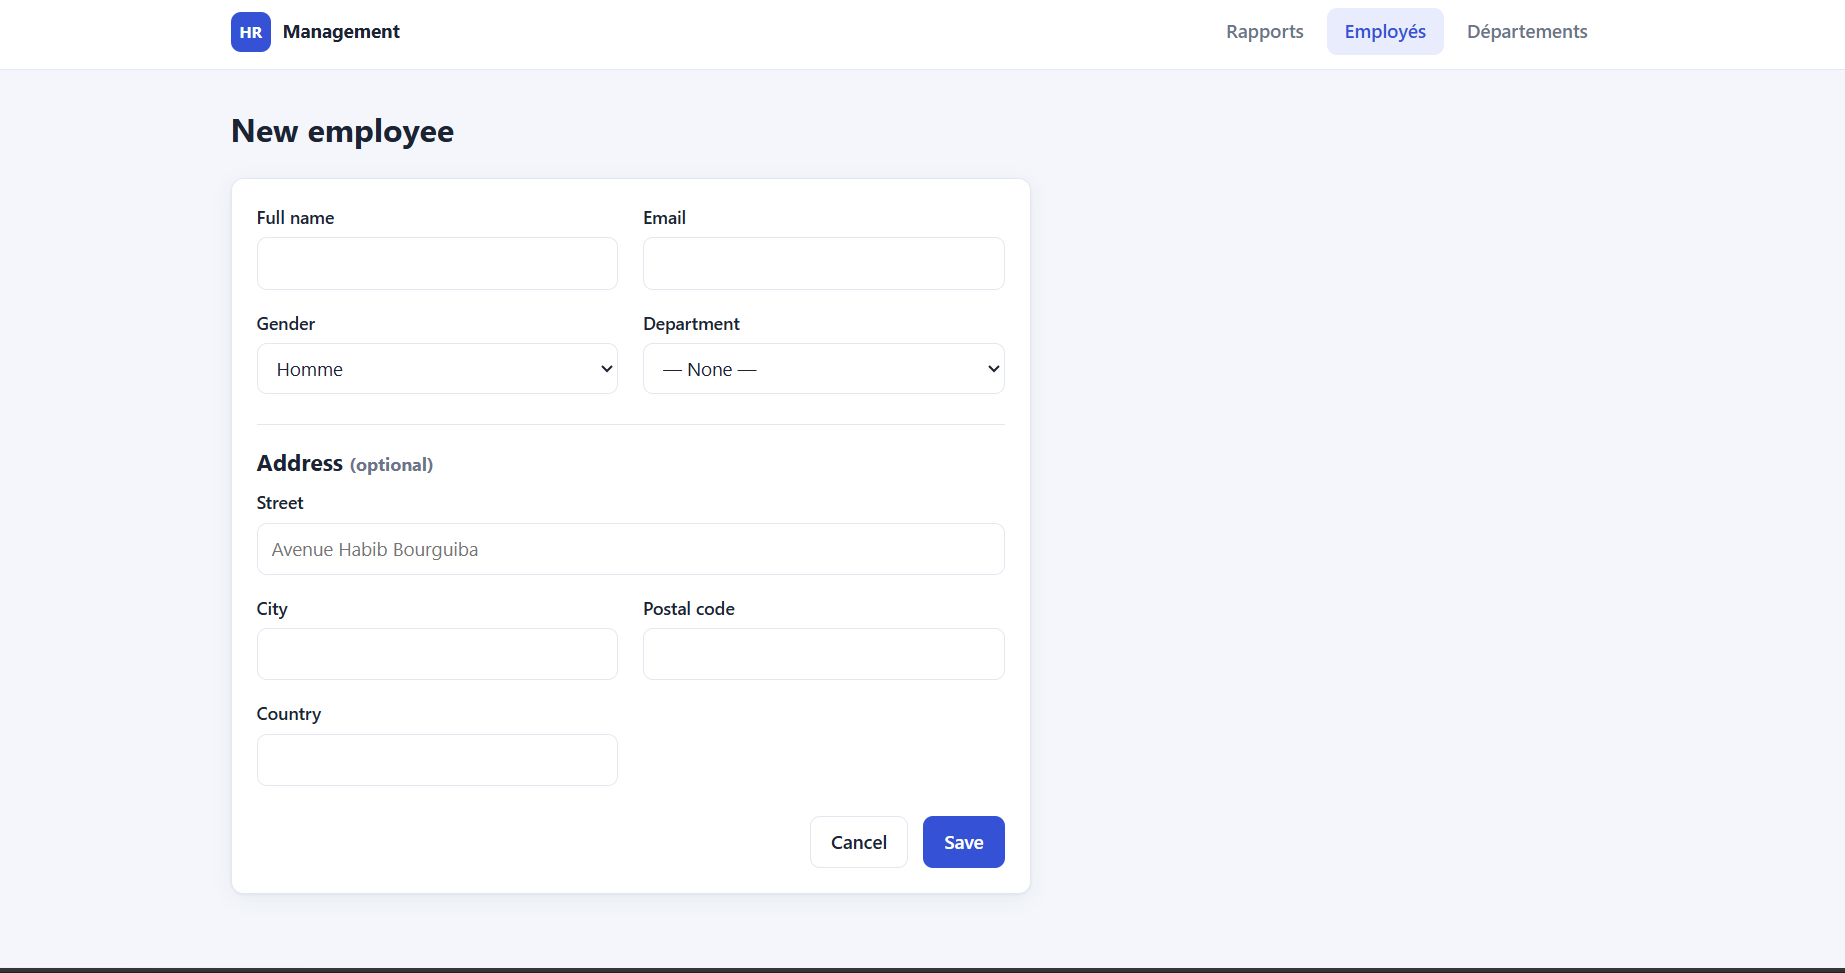 HR Management Rapports Employés Départements
New employee
Full name Email
Gender Department
Homme — None —
Address (optional)
Street
Avenue Habib Bourguiba
City Postal code
Country
Cancel Save